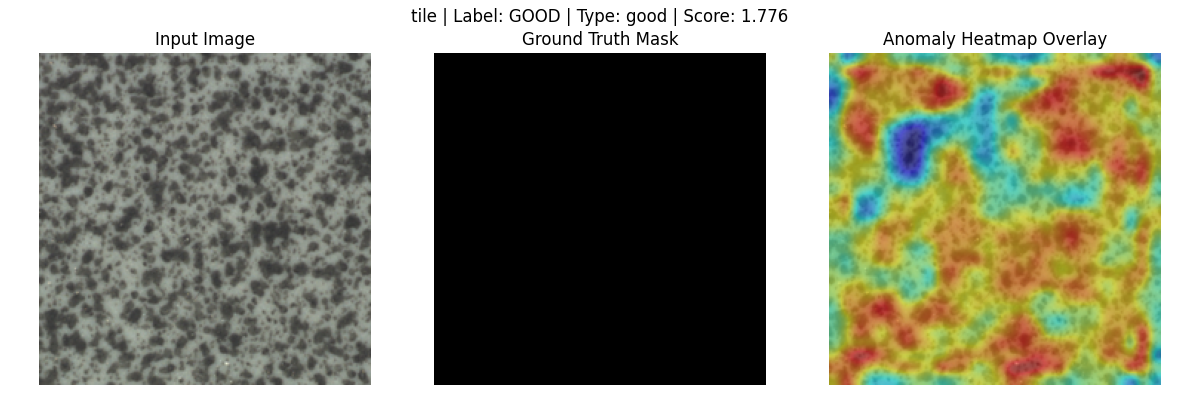 tile | Label: GOOD | Type: good | Score: 1.776
Input Image
Ground Truth Mask
Anomaly Heatmap Overlay